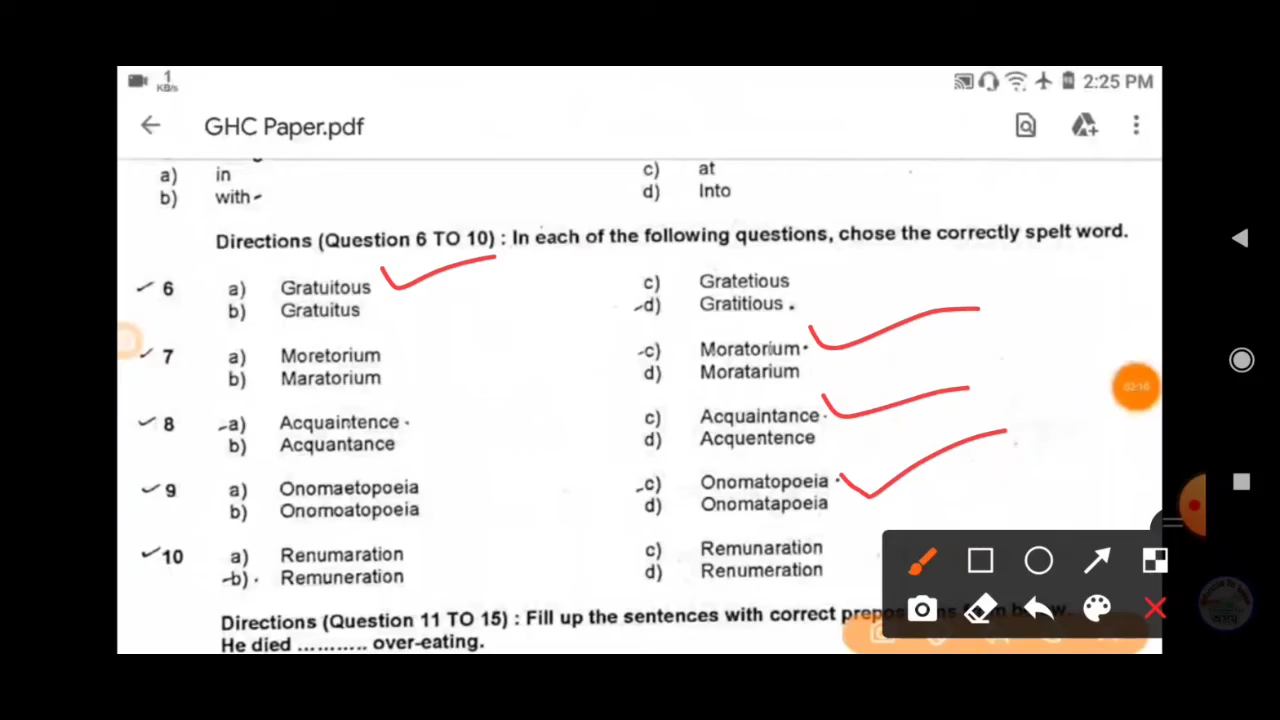 1
KB/s
2:25 PM
GHC Paper.pdf
a) in c) at
b) with d) Into
Directions (Question 6 TO 10) : In each of the following questions, chose the correctly spelt word.
6 a) Gratuitous c) Gratetious
b) Gratuitus d) Gratitious
7 a) Moretorium c) Moratorium
b) Maratorium d) Moratarium
8 a) Acquaintence c) Acquaintance
b) Acquantance d) Acquentence
9 a) Onomaetopoeia c) Onomatopoeia
b) Onomoatopoeia d) Onomatapoeia
10 a) Renumaration c) Remunaration
b) Remuneration d) Renumeration
Directions (Question 11 TO 15) : Fill up the sentences with correct
He died ........... over-eating.